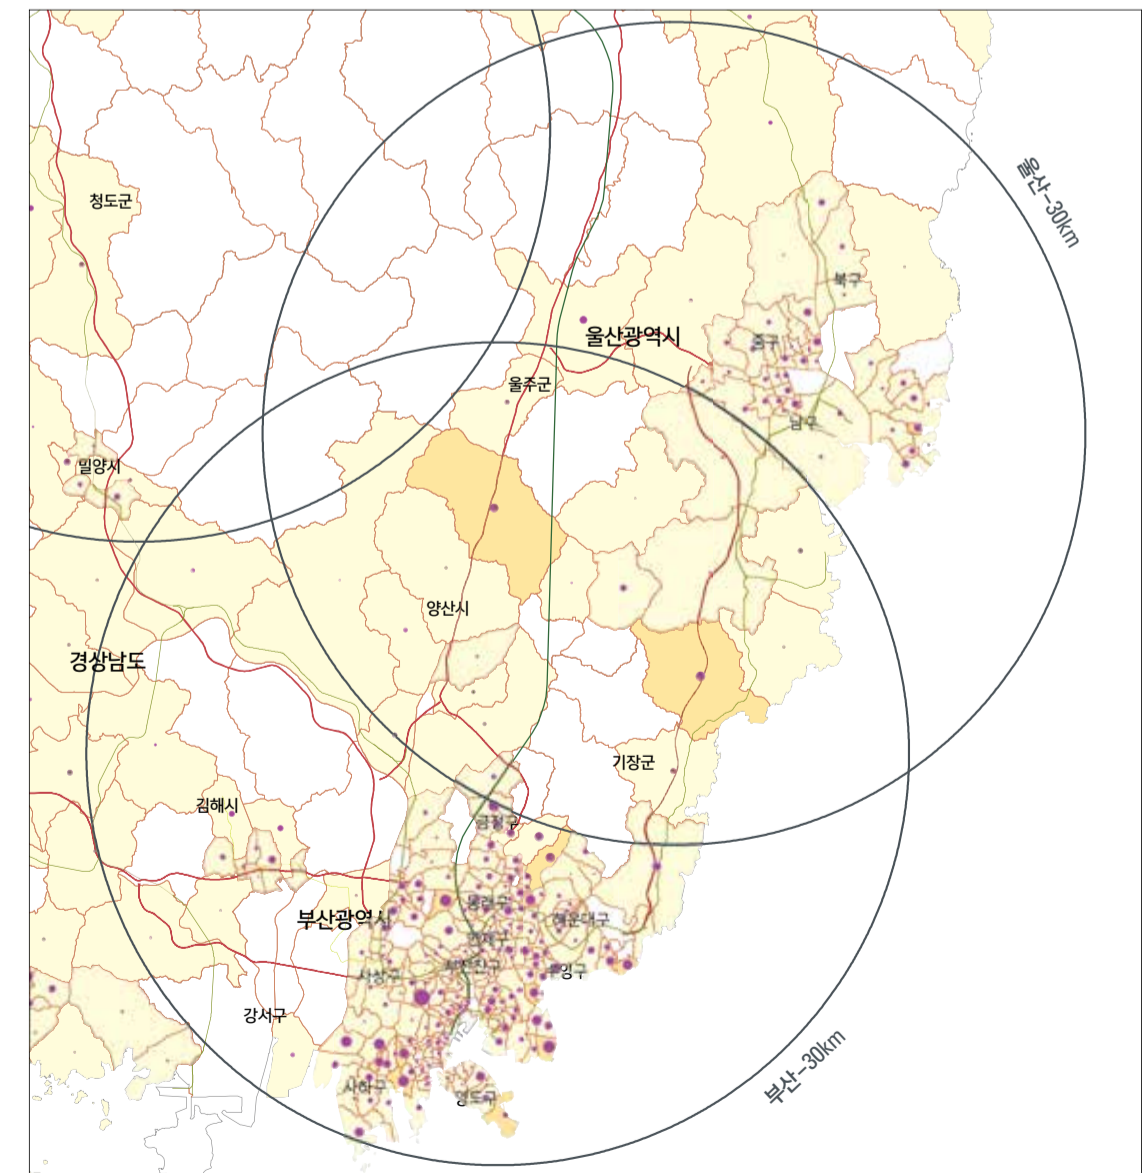 울산-30km
청도군
북구
울산광역시
중구
울주군
남구
밀양시
양산시
경상남도
기장군
김해시
금정구
동래구
부산광역시
해운대구
연제구
부산진구
수영구
사상구
강서구
부산-30km
사하구
영도구